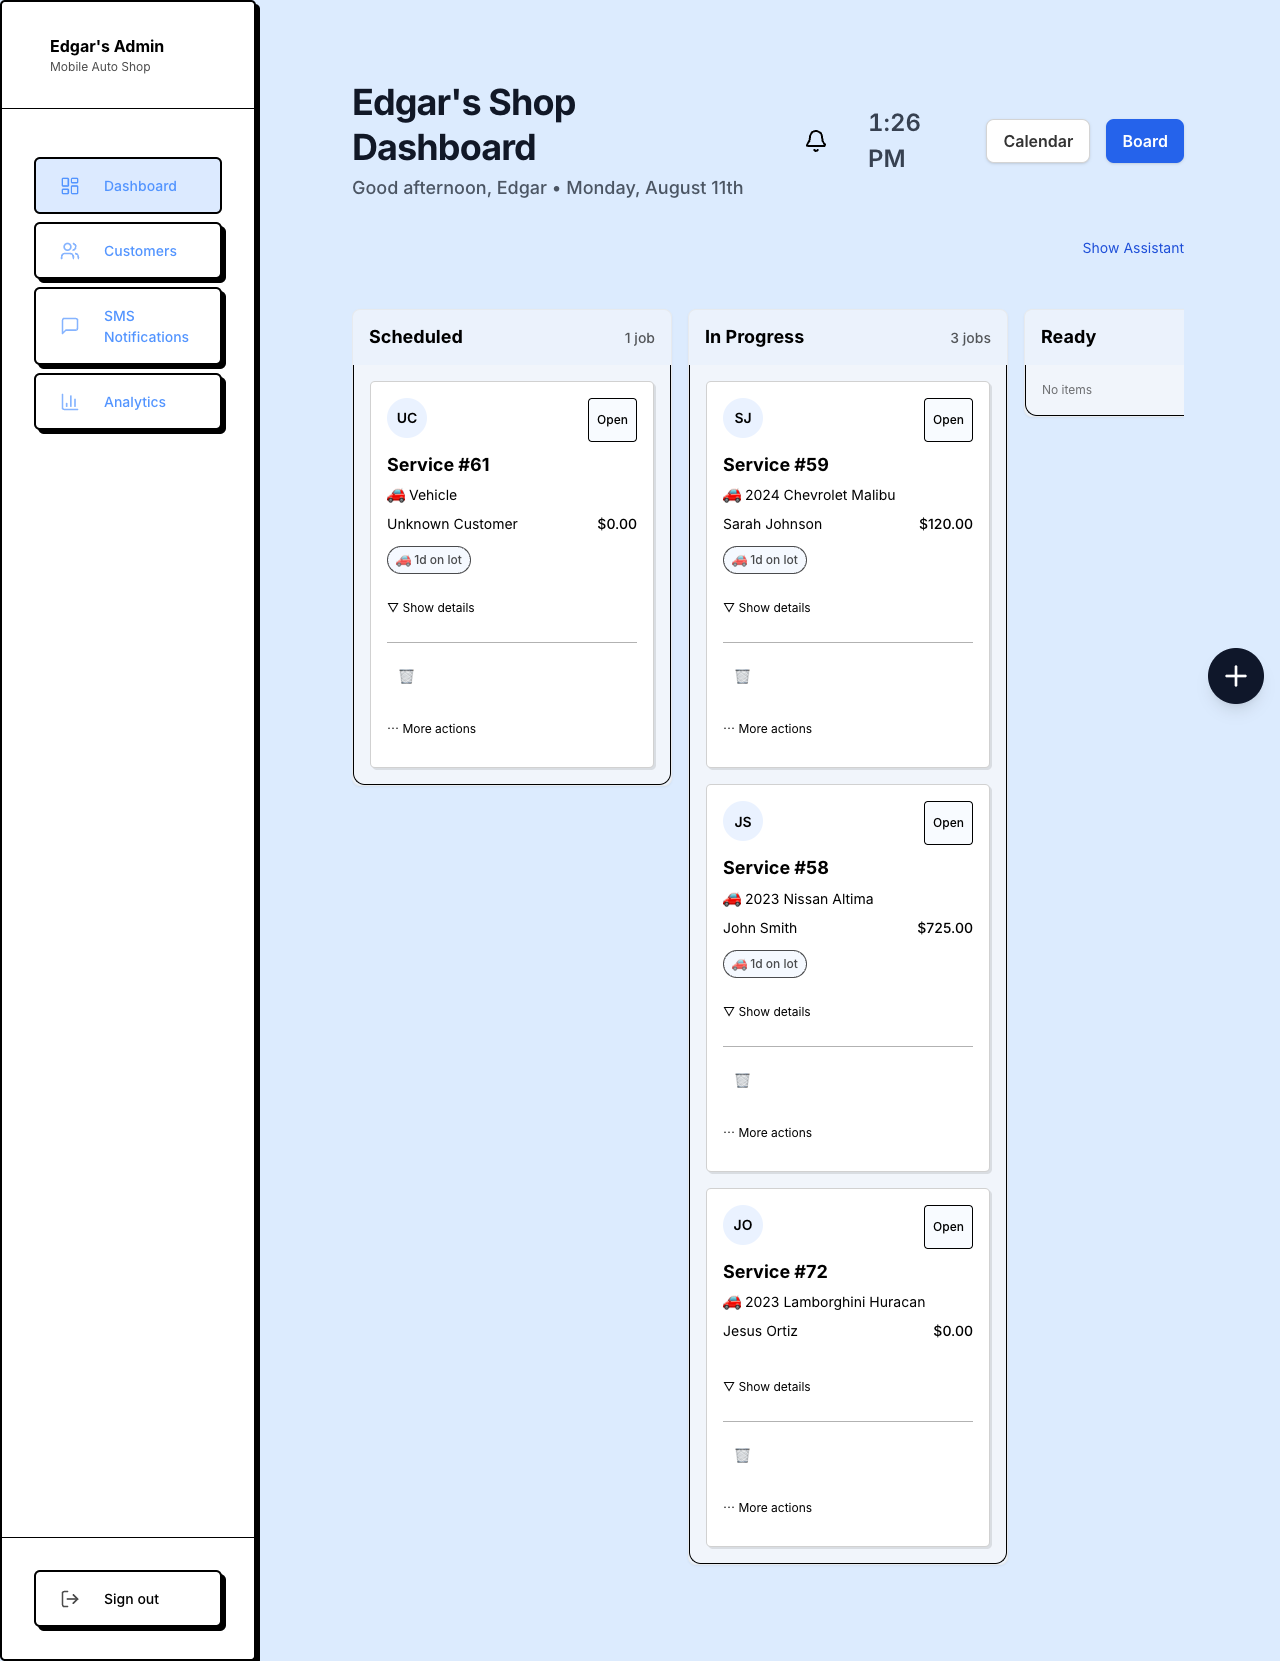 Edgar's Admin
Mobile Auto Shop
Dashboard
Customers
SMS
Notifications
Analytics
Sign out
Edgar's Shop
Dashboard
Good afternoon, Edgar • Monday, August 11th
1:26
PM
Calendar
Board
Show Assistant
Scheduled
1 job
UC
Open
Service #61
🚗 Vehicle
Unknown Customer
$0.00
🚗 1d on lot
▽ Show details
🗑️
⋯ More actions
In Progress
3 jobs
SJ
Open
Service #59
🚗 2024 Chevrolet Malibu
Sarah Johnson
$120.00
🚗 1d on lot
▽ Show details
🗑️
⋯ More actions
JS
Open
Service #58
🚗 2023 Nissan Altima
John Smith
$725.00
🚗 1d on lot
▽ Show details
🗑️
⋯ More actions
JO
Open
Service #72
🚗 2023 Lamborghini Huracan
Jesus Ortiz
$0.00
▽ Show details
🗑️
⋯ More actions
Ready
No items